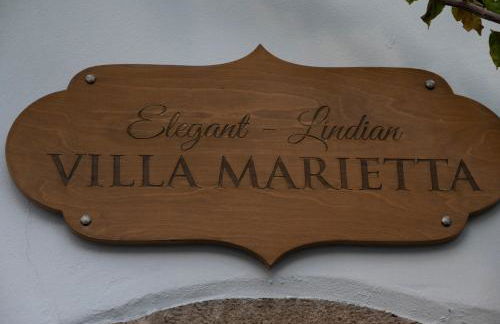 Elegant - Lindian
VILLA MARIETTA